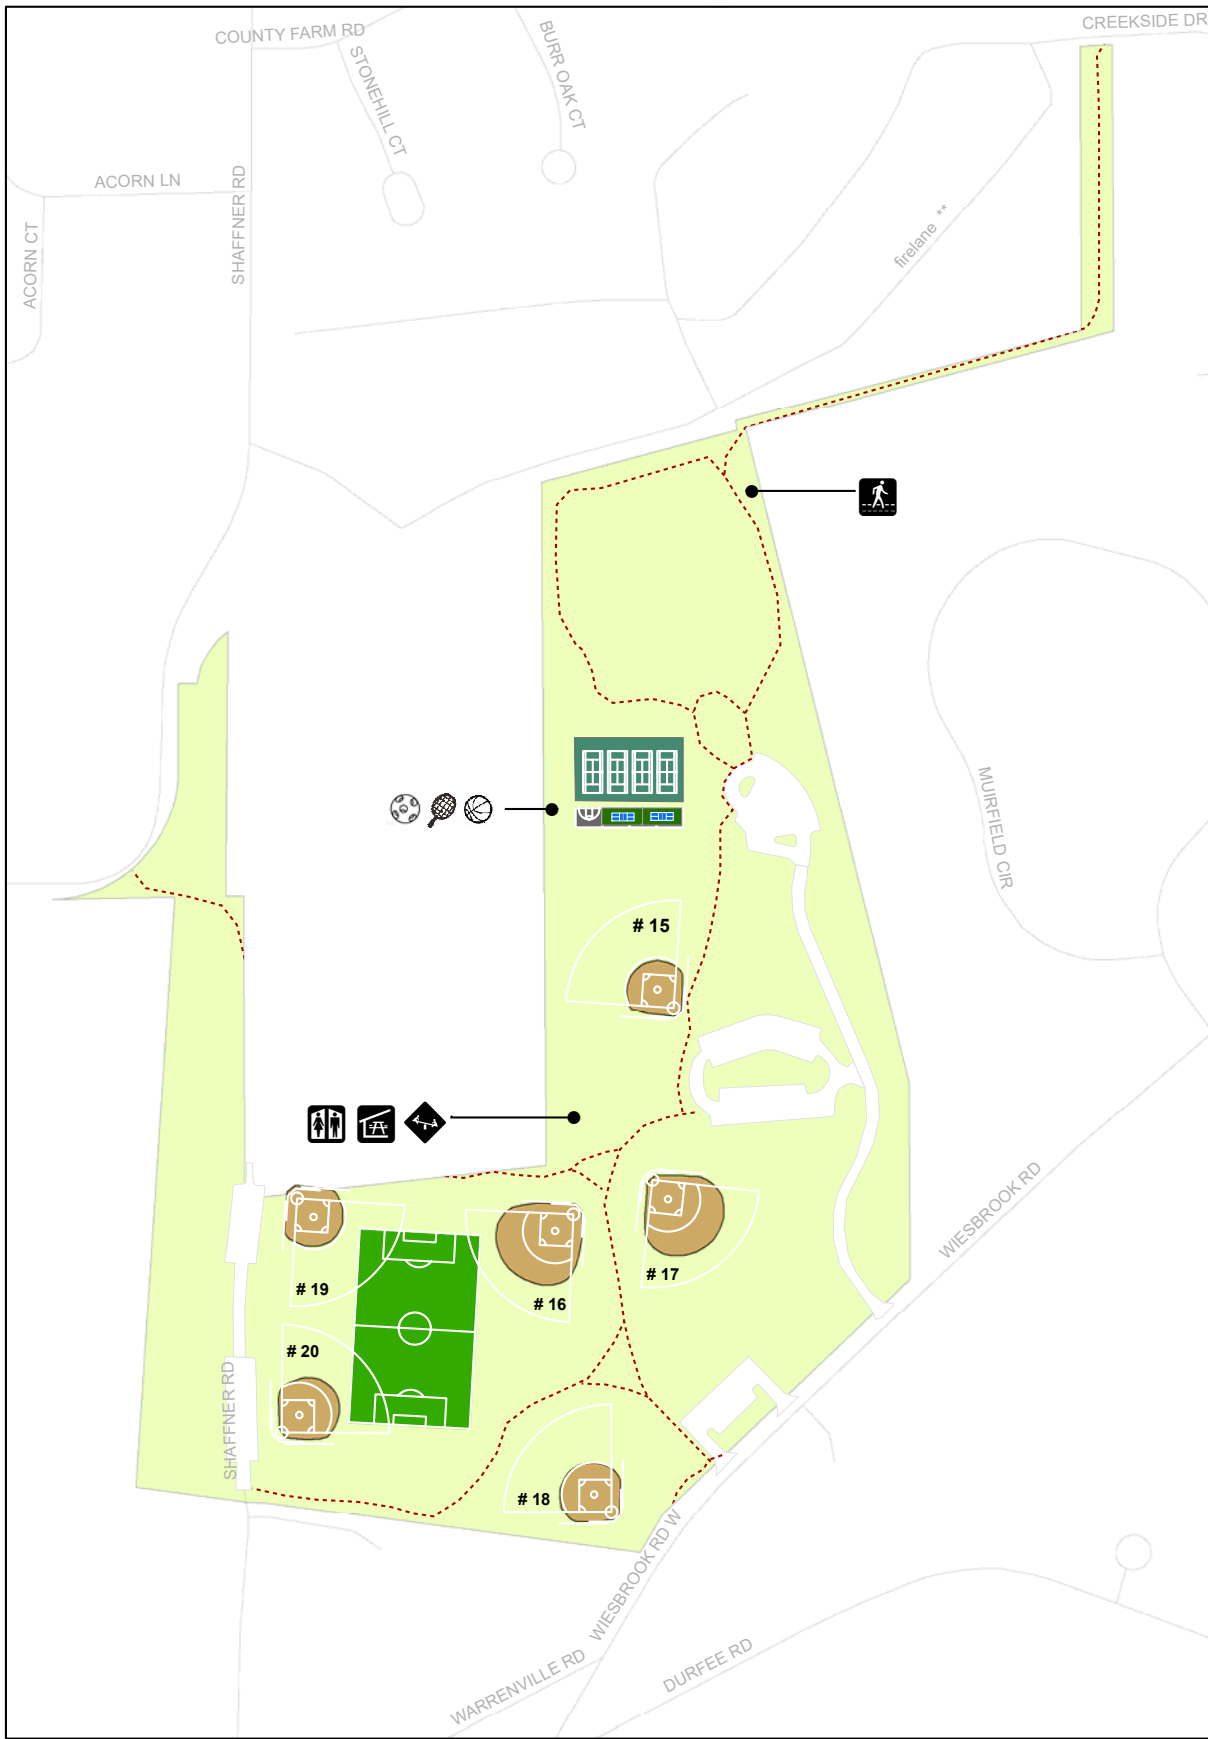 COUNTY FARM RD
CREEKSIDE DR
STONEHILL CT
BURR OAK CT
ACORN LN
SHAFFNER RD
ACORN CT
firelane **
MUIRFIELD CIR
# 15
WIESBROOK RD
# 17
# 19
# 16
# 20
SHAFFNER RD
# 18
WIESBROOK RD W
WARRENVILLE RD
DURFEE RD